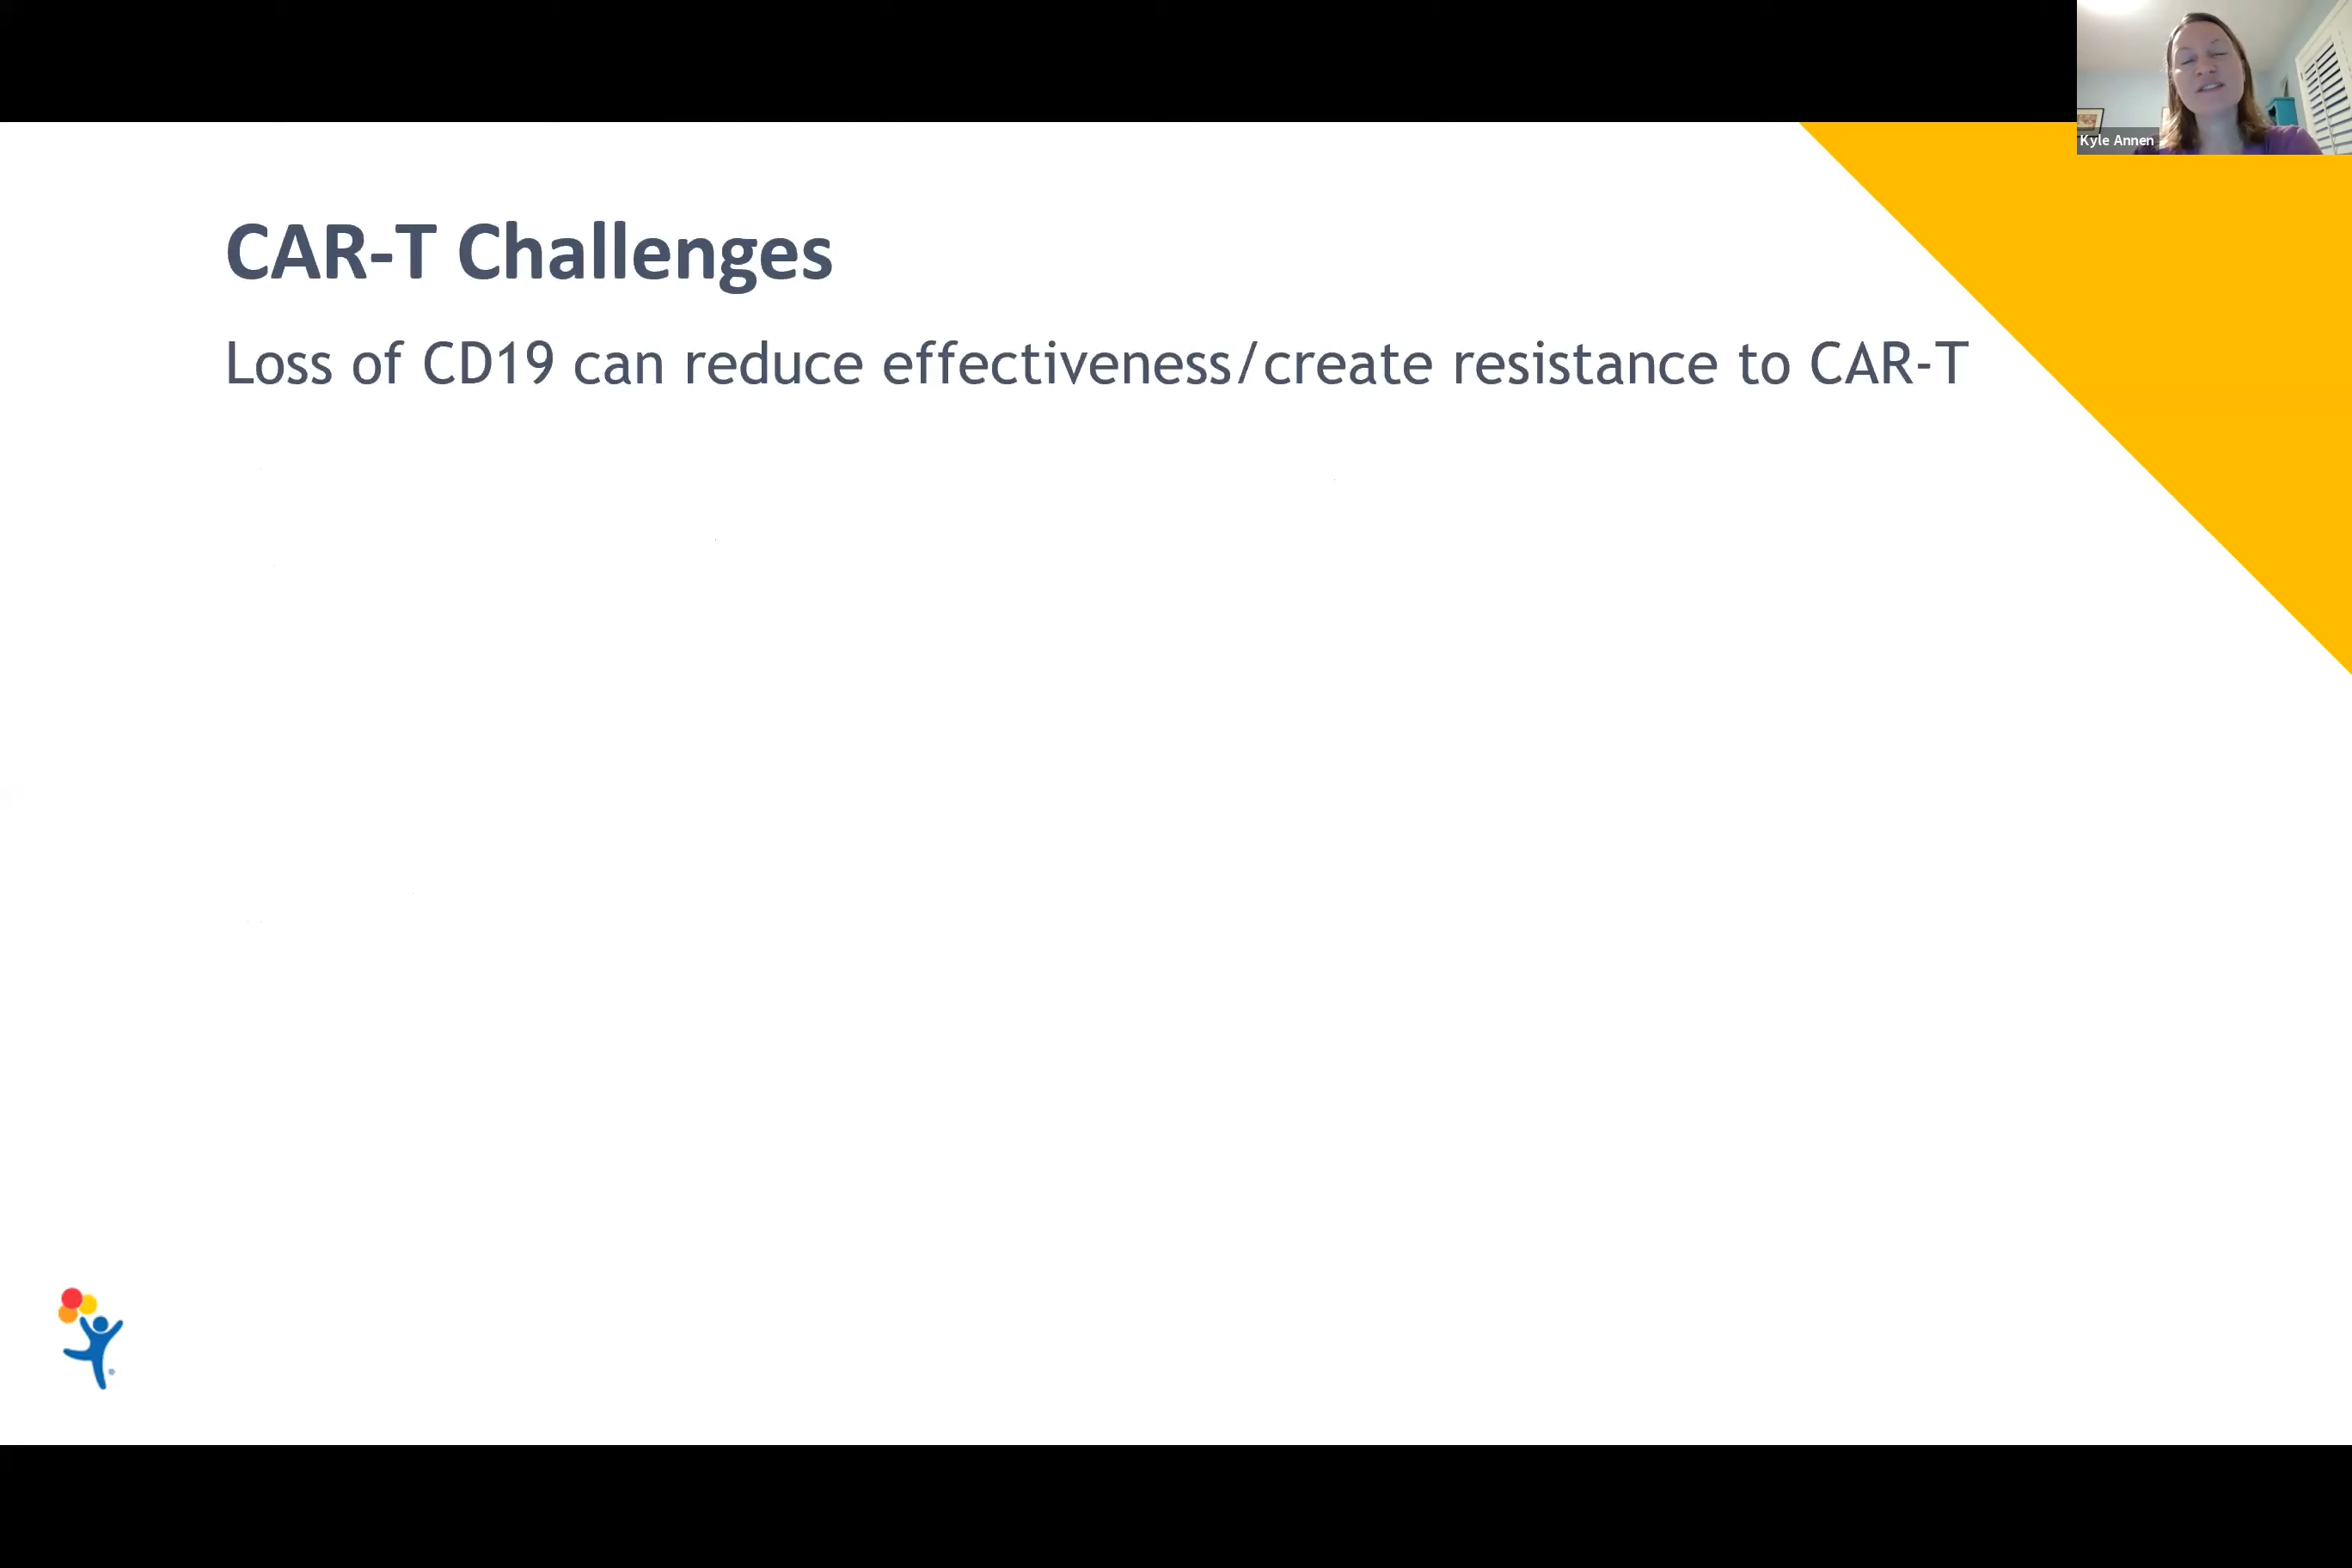 Kyle Annen
CAR-T Challenges
Loss of CD19 can reduce effectiveness/create resistance to CAR-T